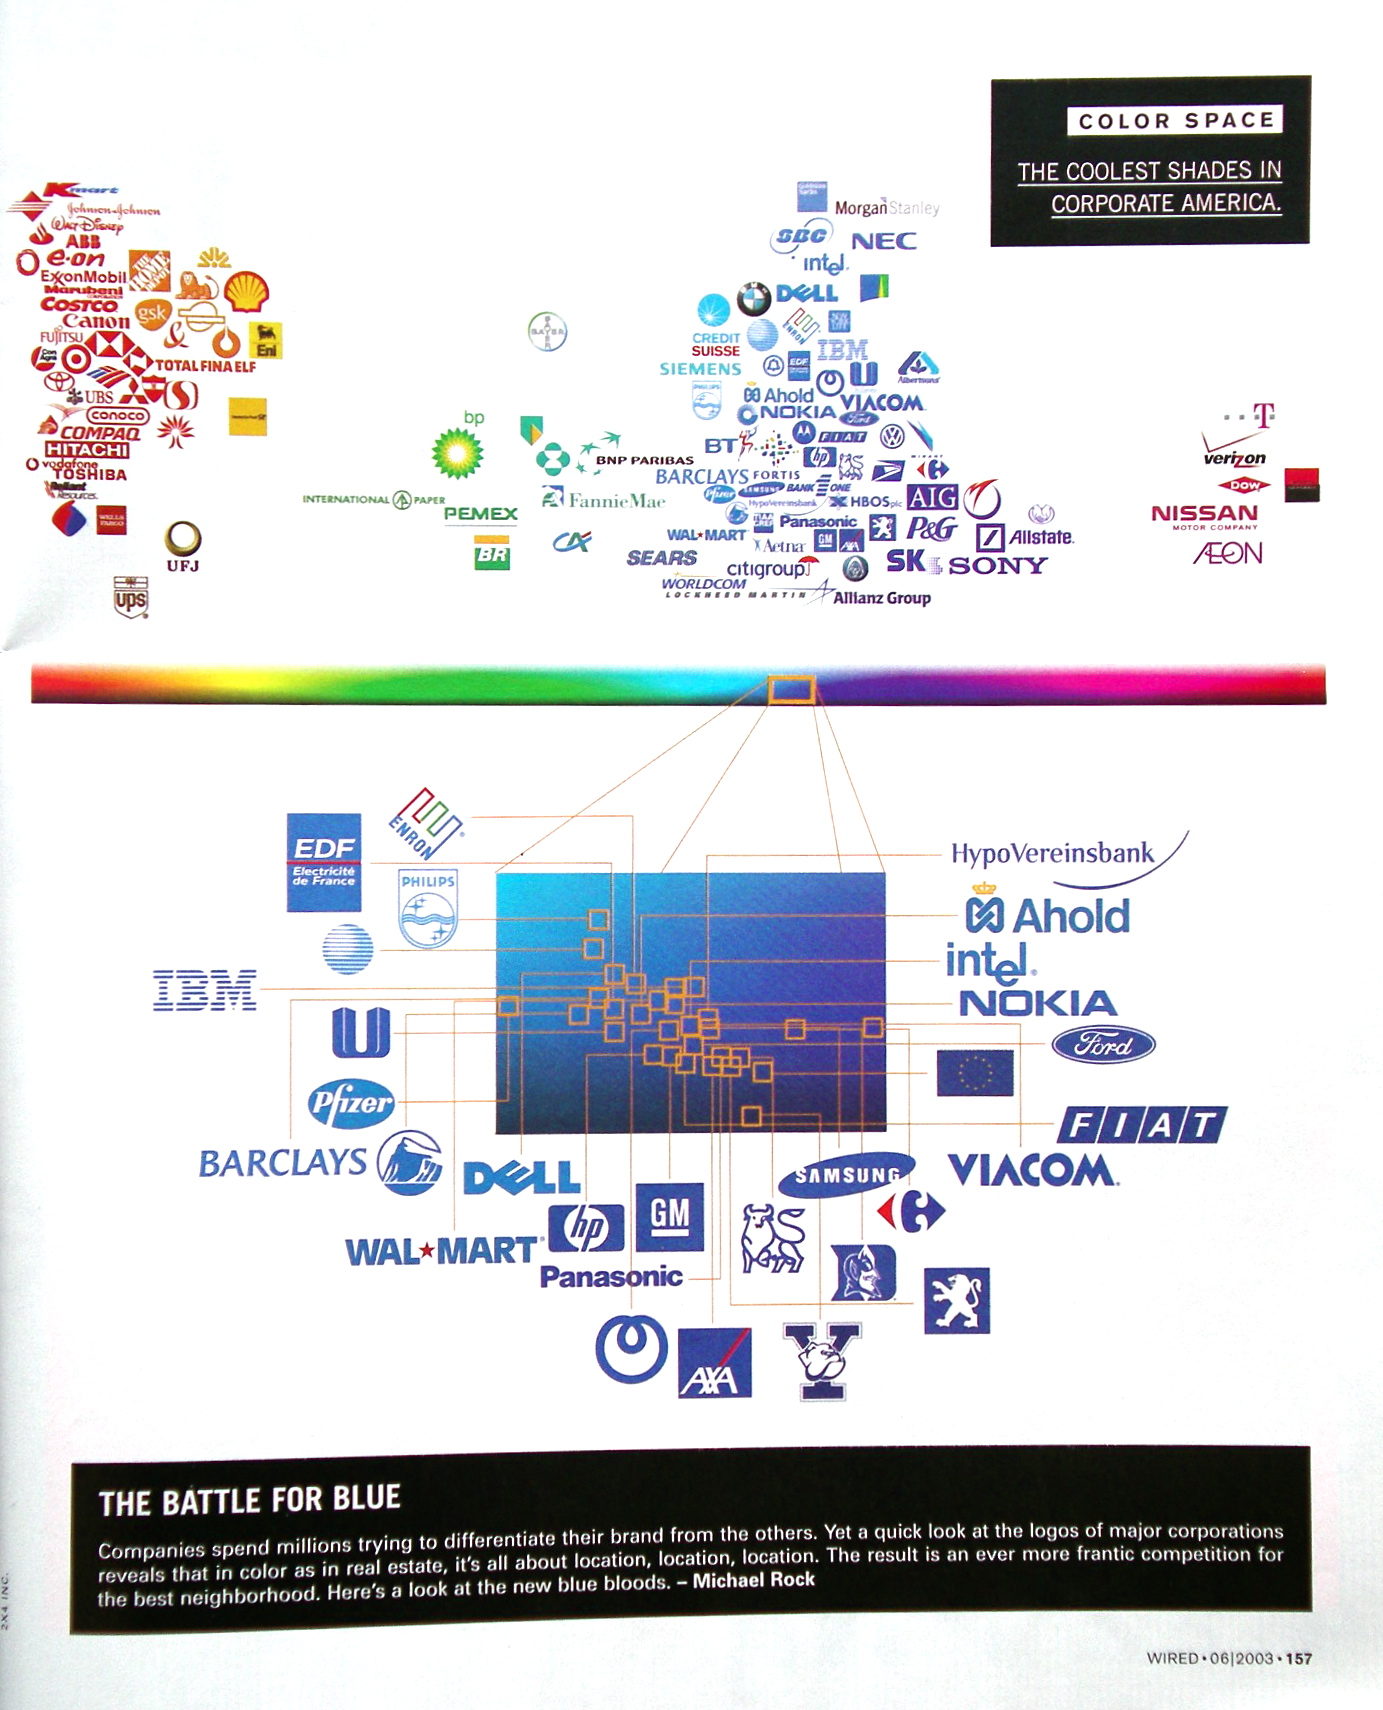 COLOR SPACE
THE COOLEST SHADES IN
CORPORATE AMERICA.
Kmart
Johnson&Johnson
WALT DISNEY
ABB
e·on
ExxonMobil
Marubeni
COSTCO
Canon
FUJITSU
THE HOME DEPOT
gsk
Eni
TOTAL FINA ELF
UBS
conoco
COMPAQ
HITACHI
vodafone
TOSHIBA
Reliant
Resources.
WELLS
FARGO
UFJ
ups
BAYER
bp
BNP PARIBAS
INTERNATIONAL PAPER
FannieMae
PEMEX
BR
CA
Goldman
Sachs
MorganStanley
SBC
NEC
intel.
BMW
DELL
ENRON
CREDIT
SUISSE
SIEMENS
IBM
EDF
Albertsons
PHILIPS
Ahold
VIACOM
NOKIA
Ford
BT
FIAT
hp
BARCLAYS
FORTIS
Pfizer
SAMSUNG
BANK ONE
HypoVereinsbank
HBOS plc
AIG
Panasonic
P&G
WAL★MART
Aetna
GM
AXA
Allstate.
SEARS
citigroup
SK
SONY
WORLDCOM
LOCKHEED MARTIN
Allianz Group
T
verizon
DOW
NISSAN
MOTOR COMPANY
ÆON
ENRON
EDF
Electricité
de France
PHILIPS
HypoVereinsbank
Ahold
intel.
IBM
NOKIA
Ford
Pfizer
FIAT
BARCLAYS
DELL
SAMSUNG
VIACOM.
hp
GM
WAL★MART
Panasonic
AXA
Y
THE BATTLE FOR BLUE
Companies spend millions trying to differentiate their brand from the others. Yet a quick look at the logos of major corporations
reveals that in color as in real estate, it's all about location, location, location. The result is an ever more frantic competition for
the best neighborhood. Here's a look at the new blue bloods. – Michael Rock
2X4 INC.
WIRED • 06|2003 • 157